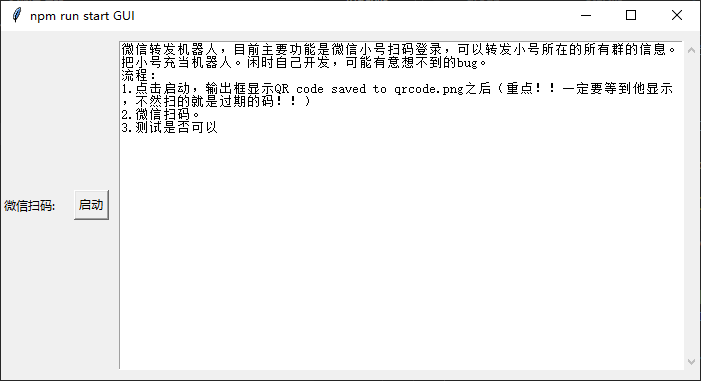 npm run start GUI
微信转发机器人，目前主要功能是微信小号扫码登录，可以转发小号所在的所有群的信息。
把小号充当机器人。闲时自己开发，可能有意想不到的bug。
流程：
1.点击启动，输出框显示QR code saved to qrcode.png之后（重点！！一定要等到他显示
，不然扫的就是过期的码！！）
2.微信扫码。
3.测试是否可以
微信扫码:
启动